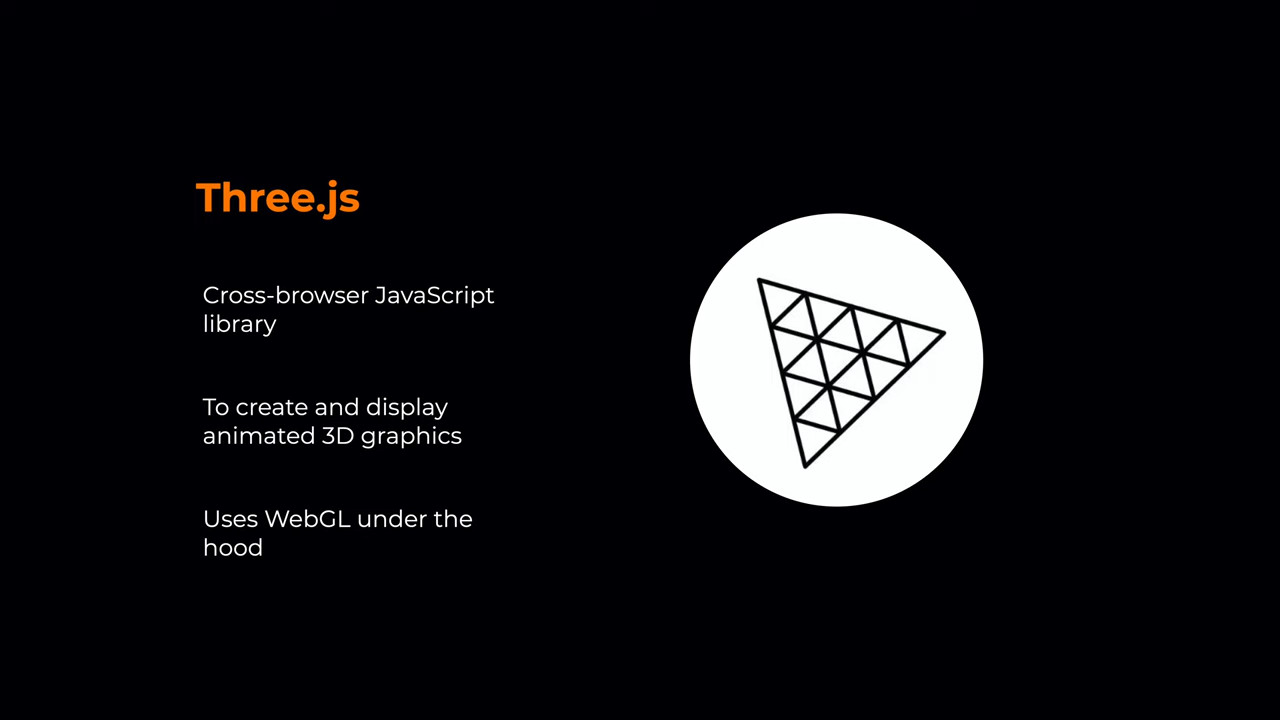 Three.js
Cross-browser JavaScript
library
To create and display
animated 3D graphics
Uses WebGL under the
hood